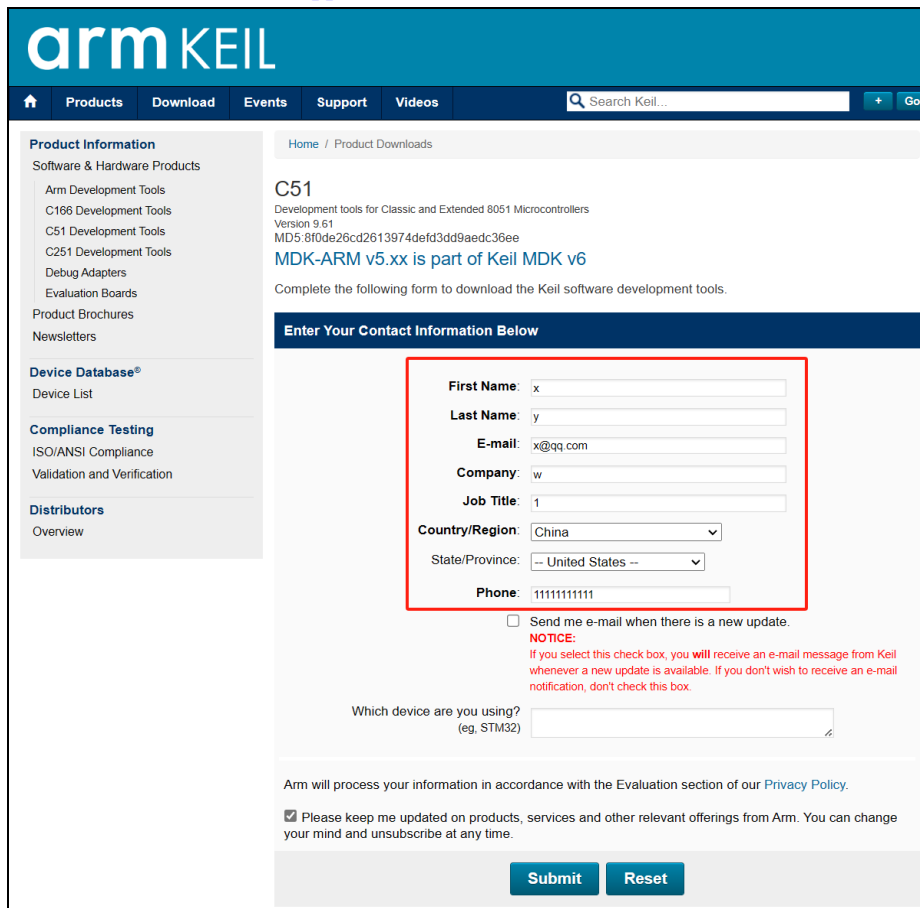 arm KEIL
Products Download Events Support Videos Search Keil... + Go
Product Information
Software & Hardware Products
Arm Development Tools
C166 Development Tools
C51 Development Tools
C251 Development Tools
Debug Adapters
Evaluation Boards
Product Brochures
Newsletters
Device Database®
Device List
Compliance Testing
ISO/ANSI Compliance
Validation and Verification
Distributors
Overview
Home / Product Downloads
C51
Development tools for Classic and Extended 8051 Microcontrollers
Version 9.61
MD5:8f0de26cd2613974defd3dd9aedc36ee
MDK-ARM v5.xx is part of Keil MDK v6
Complete the following form to download the Keil software development tools.
Enter Your Contact Information Below
First Name: x
Last Name: y
E-mail: x@qq.com
Company: w
Job Title: 1
Country/Region: China
State/Province: -- United States --
Phone: 11111111111
Send me e-mail when there is a new update.
NOTICE:
If you select this check box, you will receive an e-mail message from Keil
whenever a new update is available. If you don't wish to receive an e-mail
notification, don't check this box.
Which device are you using?
(eg, STM32)
Arm will process your information in accordance with the Evaluation section of our Privacy Policy.
Please keep me updated on products, services and other relevant offerings from Arm. You can change
your mind and unsubscribe at any time.
Submit Reset